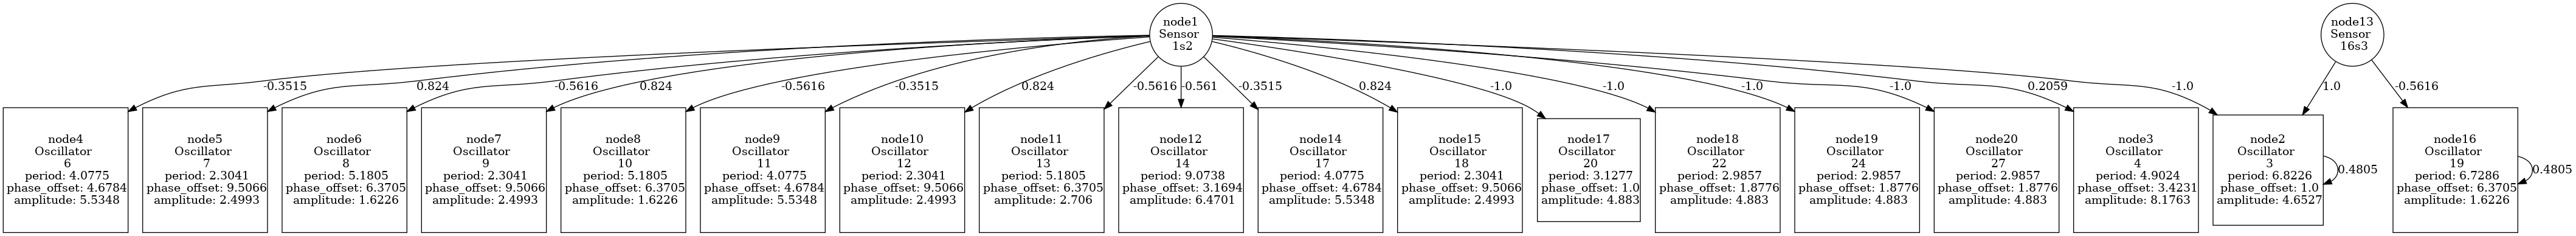 node1
Sensor
1s2
node13
Sensor
16s3
-0.3515
0.824
-0.5616
0.824
-0.5616
-0.3515
0.824
-0.5616
-0.561
-0.3515
0.824
-1.0
-1.0
-1.0
-1.0
0.2059
-1.0
1.0
-0.5616
node4
Oscillator
6
period: 4.0775
phase_offset: 4.6784
amplitude: 5.5348
node5
Oscillator
7
period: 2.3041
phase_offset: 9.5066
amplitude: 2.4993
node6
Oscillator
8
period: 5.1805
phase_offset: 6.3705
amplitude: 1.6226
node7
Oscillator
9
period: 2.3041
phase_offset: 9.5066
amplitude: 2.4993
node8
Oscillator
10
period: 5.1805
phase_offset: 6.3705
amplitude: 1.6226
node9
Oscillator
11
period: 4.0775
phase_offset: 4.6784
amplitude: 5.5348
node10
Oscillator
12
period: 2.3041
phase_offset: 9.5066
amplitude: 2.4993
node11
Oscillator
13
period: 5.1805
phase_offset: 6.3705
amplitude: 2.706
node12
Oscillator
14
period: 9.0738
phase_offset: 3.1694
amplitude: 6.4701
node14
Oscillator
17
period: 4.0775
phase_offset: 4.6784
amplitude: 5.5348
node15
Oscillator
18
period: 2.3041
phase_offset: 9.5066
amplitude: 2.4993
node17
Oscillator
20
period: 3.1277
phase_offset: 1.0
amplitude: 4.883
node18
Oscillator
22
period: 2.9857
phase_offset: 1.8776
amplitude: 4.883
node19
Oscillator
24
period: 2.9857
phase_offset: 1.8776
amplitude: 4.883
node20
Oscillator
27
period: 2.9857
phase_offset: 1.8776
amplitude: 4.883
node3
Oscillator
4
period: 4.9024
phase_offset: 3.4231
amplitude: 8.1763
node2
Oscillator
3
period: 6.8226
phase_offset: 1.0
amplitude: 4.6527
0.4805
node16
Oscillator
19
period: 6.7286
phase_offset: 6.3705
amplitude: 1.6226
0.4805